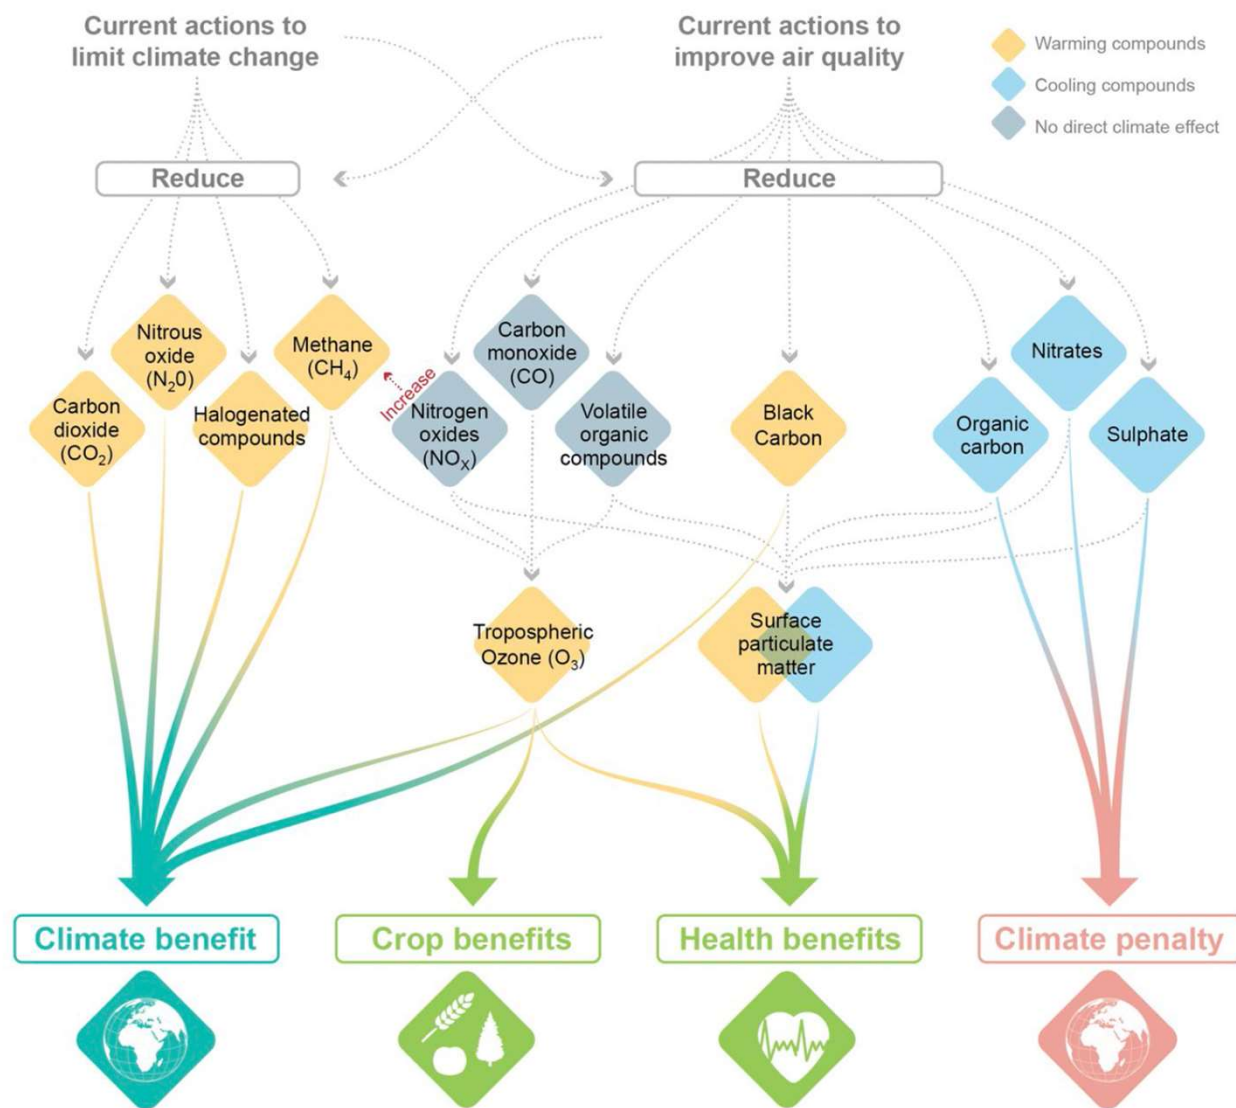 Current actions to
limit climate change
Current actions to
improve air quality
Warming compounds
Cooling compounds
No direct climate effect
Reduce
Reduce
Nitrous
oxide
(N₂0)
Methane
(CH₄)
Carbon
monoxide
(CO)
Nitrates
Increase
Carbon
dioxide
(CO₂)
Halogenated
compounds
Nitrogen
oxides
(NOₓ)
Volatile
organic
compounds
Black
Carbon
Organic
carbon
Sulphate
Tropospheric
Ozone (O₃)
Surface
particulate
matter
Climate benefit
Crop benefits
Health benefits
Climate penalty